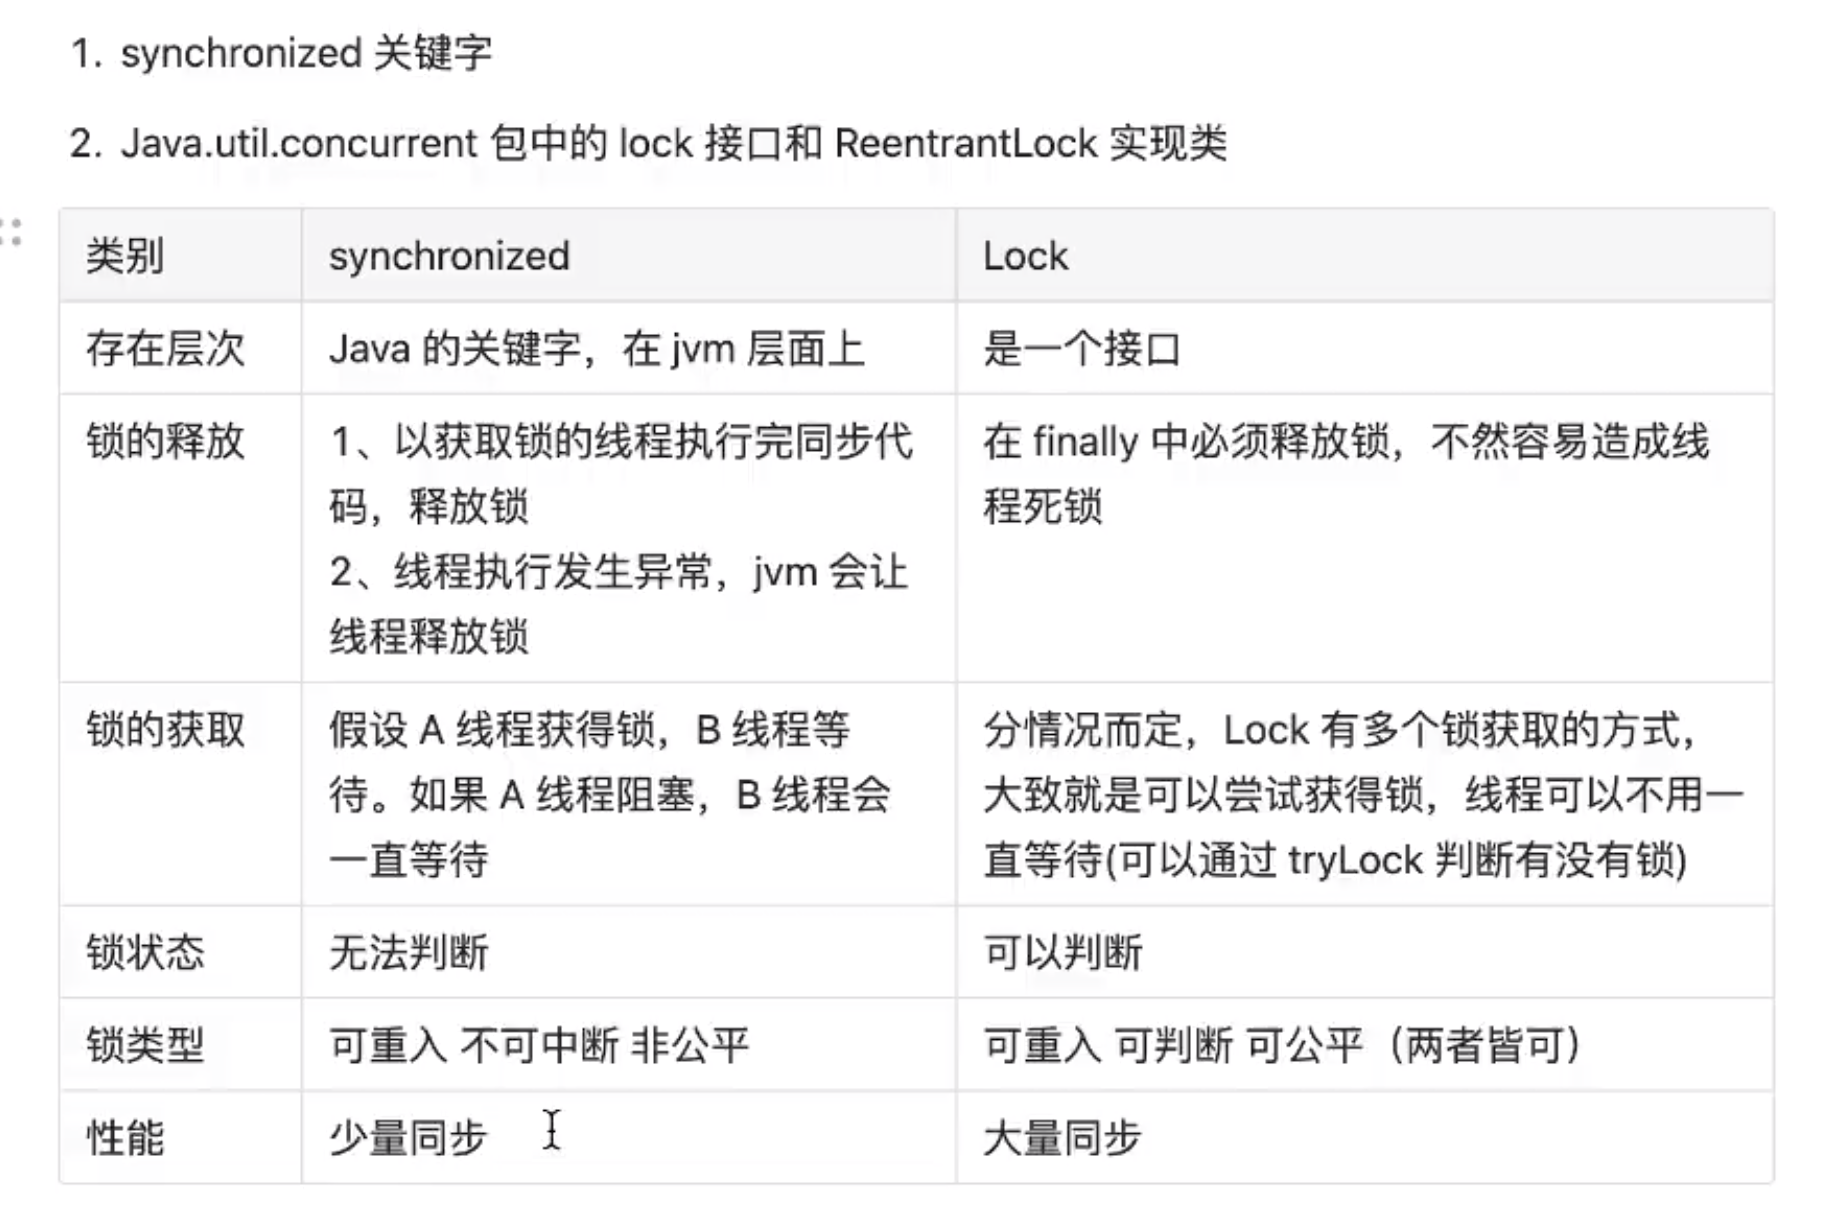 1. synchronized 关键字
2. Java.util.concurrent 包中的 lock 接口和 ReentrantLock 实现类
类别 synchronized Lock
存在层次 Java 的关键字，在 jvm 层面上 是一个接口
锁的释放 1、以获取锁的线程执行完同步代
码，释放锁
2、线程执行发生异常，jvm 会让
线程释放锁
在 finally 中必须释放锁，不然容易造成线
程死锁
锁的获取 假设 A 线程获得锁，B 线程等
待。如果 A 线程阻塞，B 线程会
一直等待
分情况而定，Lock 有多个锁获取的方式，
大致就是可以尝试获得锁，线程可以不用一
直等待(可以通过 tryLock 判断有没有锁)
锁状态 无法判断 可以判断
锁类型 可重入 不可中断 非公平 可重入 可判断 可公平（两者皆可）
性能 少量同步 大量同步